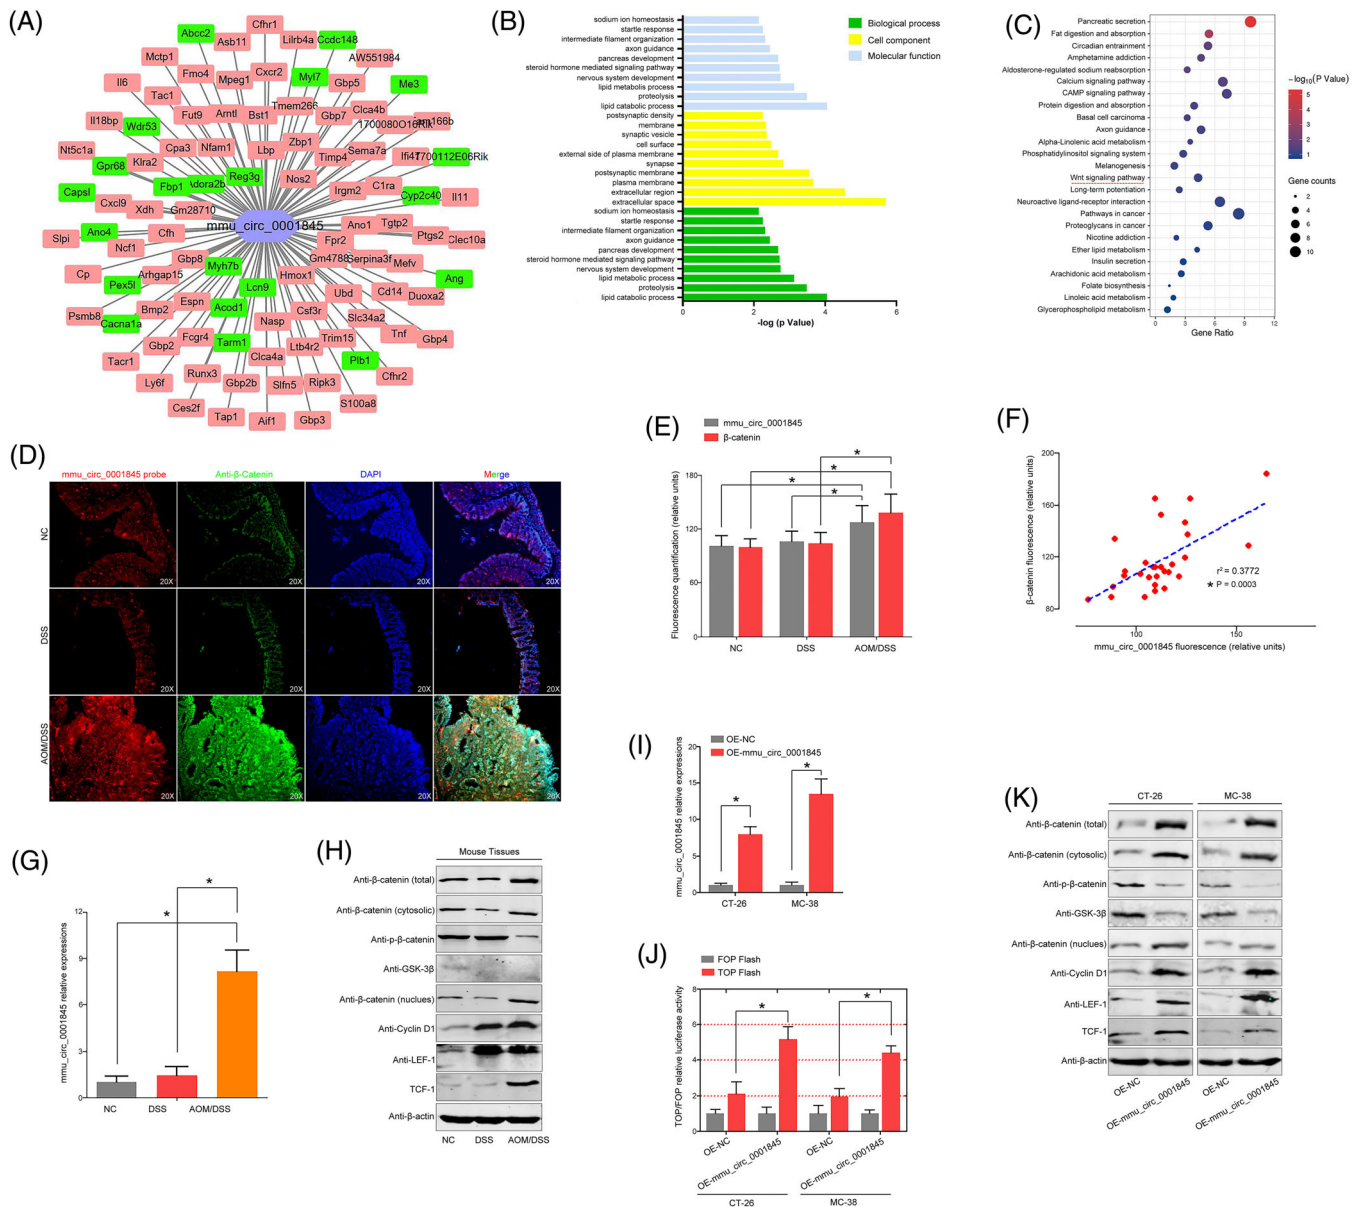 (A)
Cfhr1
Abcc2
Asb11
Lilrb4a
Ccdc148
Mctp1
AW551984
Fmo4
Mpeg1
Cxcr2
Myl7
Gbp5
Me3
Il6
Tac1
Tmem266
Clca4b
Fut9
Arntl
Bst1
Gbp7
1700080O16Rik
Il18bp
Wdr53
Zbp1
Sema7a
Nt5c1a
Cpa3
Nfam1
Lbp
Timp4
Ifi47
1700112E06Rik
Gpr68
Klra2
Reg3g
Nos2
Capsl
Fbp1
Adora2b
Irgm2
C1ra
Cyp2c40
Il11
Cxcl9
Xdh
Gm28710
mmu_circ_0001845
Ano1
Tgtp2
Ptgs2
Slpi
Ano4
Ncf1
Cfh
Fpr2
Clec10a
Gbp8
Gm4788
Serpina3f
Mefv
Cp
Arhgap15
Myh7b
Hmox1
Ang
Pex5l
Lcn9
Ubd
Cd14
Duoxa2
Psmb8
Bmp2
Espn
Acod1
Csf3r
Slc34a2
Cacna1a
Nasp
Tnf
Gbp4
Gbp2
Fcgr4
Tarm1
Ltb4r2
Trim15
Tacr1
Clca4a
Plb1
Ly6f
Runx3
Gbp2b
Slfn5
Ripk3
Cfhr2
Ces2f
Tap1
Aif1
Gbp3
S100a8
(B)
sodium ion homeostasis
startle response
intermediate filament organization
axon guidance
pancreas development
steroid hormone mediated signaling pathway
nervous system development
lipid metabolic process
proteolysis
lipid catabolic process
postsynaptic density
membrane
synaptic vesicle
cell surface
external side of plasma membrane
synapse
postsynaptic membrane
plasma membrane
extracellular region
extracellular space
sodium ion homeostasis
startle response
intermediate filament organization
axon guidance
pancreas development
steroid hormone mediated signaling pathway
nervous system development
lipid metabolic process
proteolysis
lipid catabolic process
0 2 4 6
-log (p Value)
Biological process
Cell component
Molecular function
(C)
Pancreatic secretion
Fat digestion and absorption
Circadian entrainment
Amphetamine addiction
Aldosterone-regulated sodium reabsorption
Calcium signaling pathway
CAMP signaling pathway
Protein digestion and absorption
Basal cell carcinoma
Axon guidance
Alpha-Linolenic acid metabolism
Phosphatidylinositol signaling system
Melanogenesis
Wnt signaling pathway
Long-term potentiation
Neuroactive ligand-receptor interaction
Pathways in cancer
Proteoglycans in cancer
Nicotine addiction
Ether lipid metabolism
Insulin secretion
Arachidonic acid metabolism
Folate biosynthesis
Linoleic acid metabolism
Glycerophospholipid metabolism
0 3 6 9 12
Gene Ratio
-log10(P Value)
5
4
3
2
1
Gene counts
2
4
6
8
10
(D)
mmu_circ_0001845 probe
Anti-β-Catenin
DAPI
Merge
NC
20X
20X
20X
20X
DSS
20X
20X
20X
20X
AOM/DSS
20X
20X
20X
20X
(E)
mmu_circ_0001845
β-catenin
Fluorescence quantification (relative units)
180
120
60
0
* * * *
NC DSS AOM/DSS
(F)
β-catenin fluorescence (relative units)
200
160
120
80
r² = 0.3772
* P = 0.0003
100 150
mmu_circ_0001845 fluorescence (relative units)
(G)
mmu_circ_0001845 relative expressions
12
9
6
3
0
* *
NC DSS AOM/DSS
(H)
Mouse Tissues
Anti-β-catenin (total)
Anti-β-catenin (cytosolic)
Anti-p-β-catenin
Anti-GSK-3β
Anti-β-catenin (nuclues)
Anti-Cyclin D1
Anti-LEF-1
TCF-1
Anti-β-actin
NC DSS AOM/DSS
(I)
OE-NC
OE-mmu_circ_0001845
mmu_circ_0001845 relative expressions
20
15
10
5
0
* *
CT-26 MC-38
(J)
FOP Flash
TOP Flash
TOP/FOP relative luciferase activity
8
6
4
2
0
* *
OE-NC
OE-mmu_circ_0001845
OE-NC
OE-mmu_circ_0001845
CT-26 MC-38
(K)
CT-26 MC-38
Anti-β-catenin (total)
Anti-β-catenin (cytosolic)
Anti-p-β-catenin
Anti-GSK-3β
Anti-β-catenin (nuclues)
Anti-Cyclin D1
Anti-LEF-1
TCF-1
Anti-β-actin
OE-NC
OE-mmu_circ_0001845
OE-NC
OE-mmu_circ_0001845